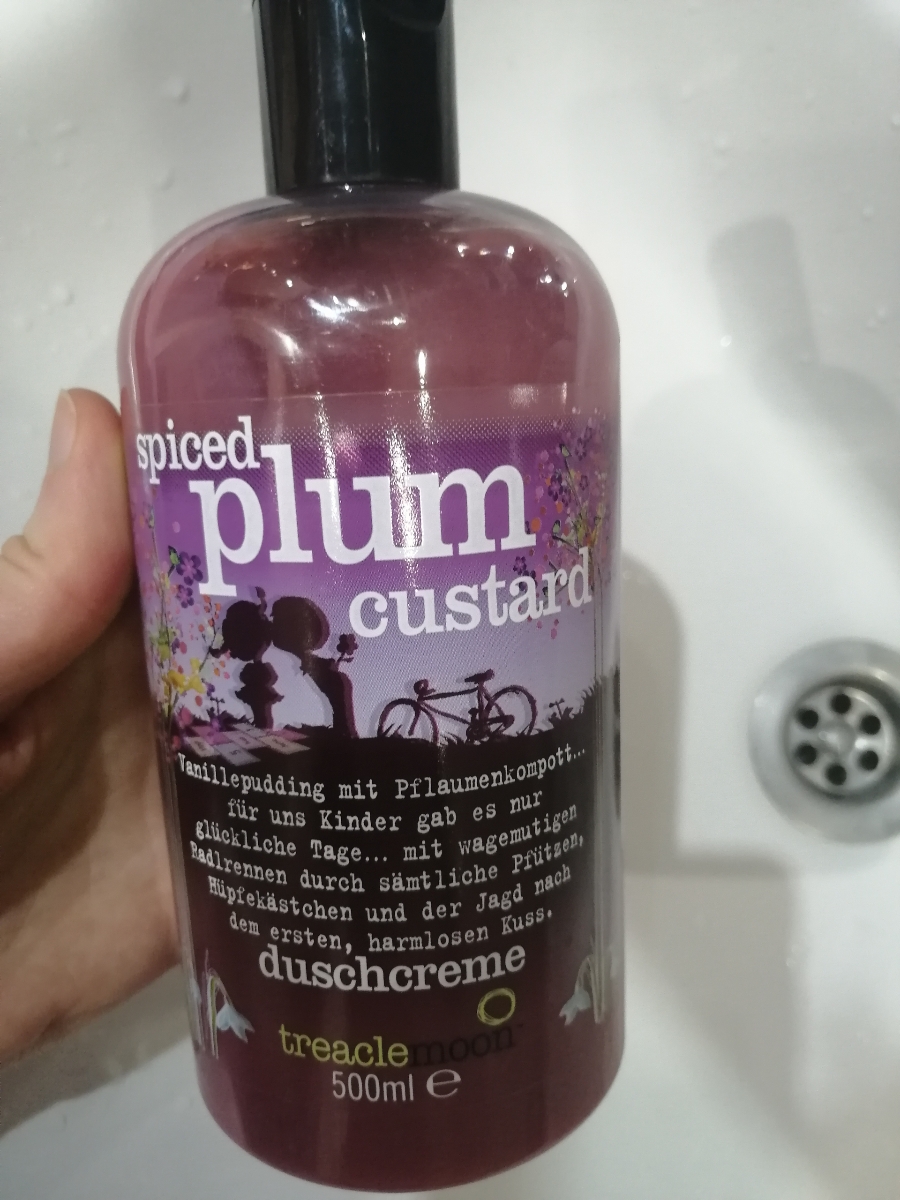 spiced
plum
custard
Vanillepudding mit Pflaumenkompott...
für uns Kinder gab es nur
glückliche Tage... mit wagemutigen
Radlrennen durch sämtliche Pfützen,
Hüpfekästchen und der Jagd nach
dem ersten, harmlosen Kuss.
duschcreme
treaclemoon™
500ml ℮